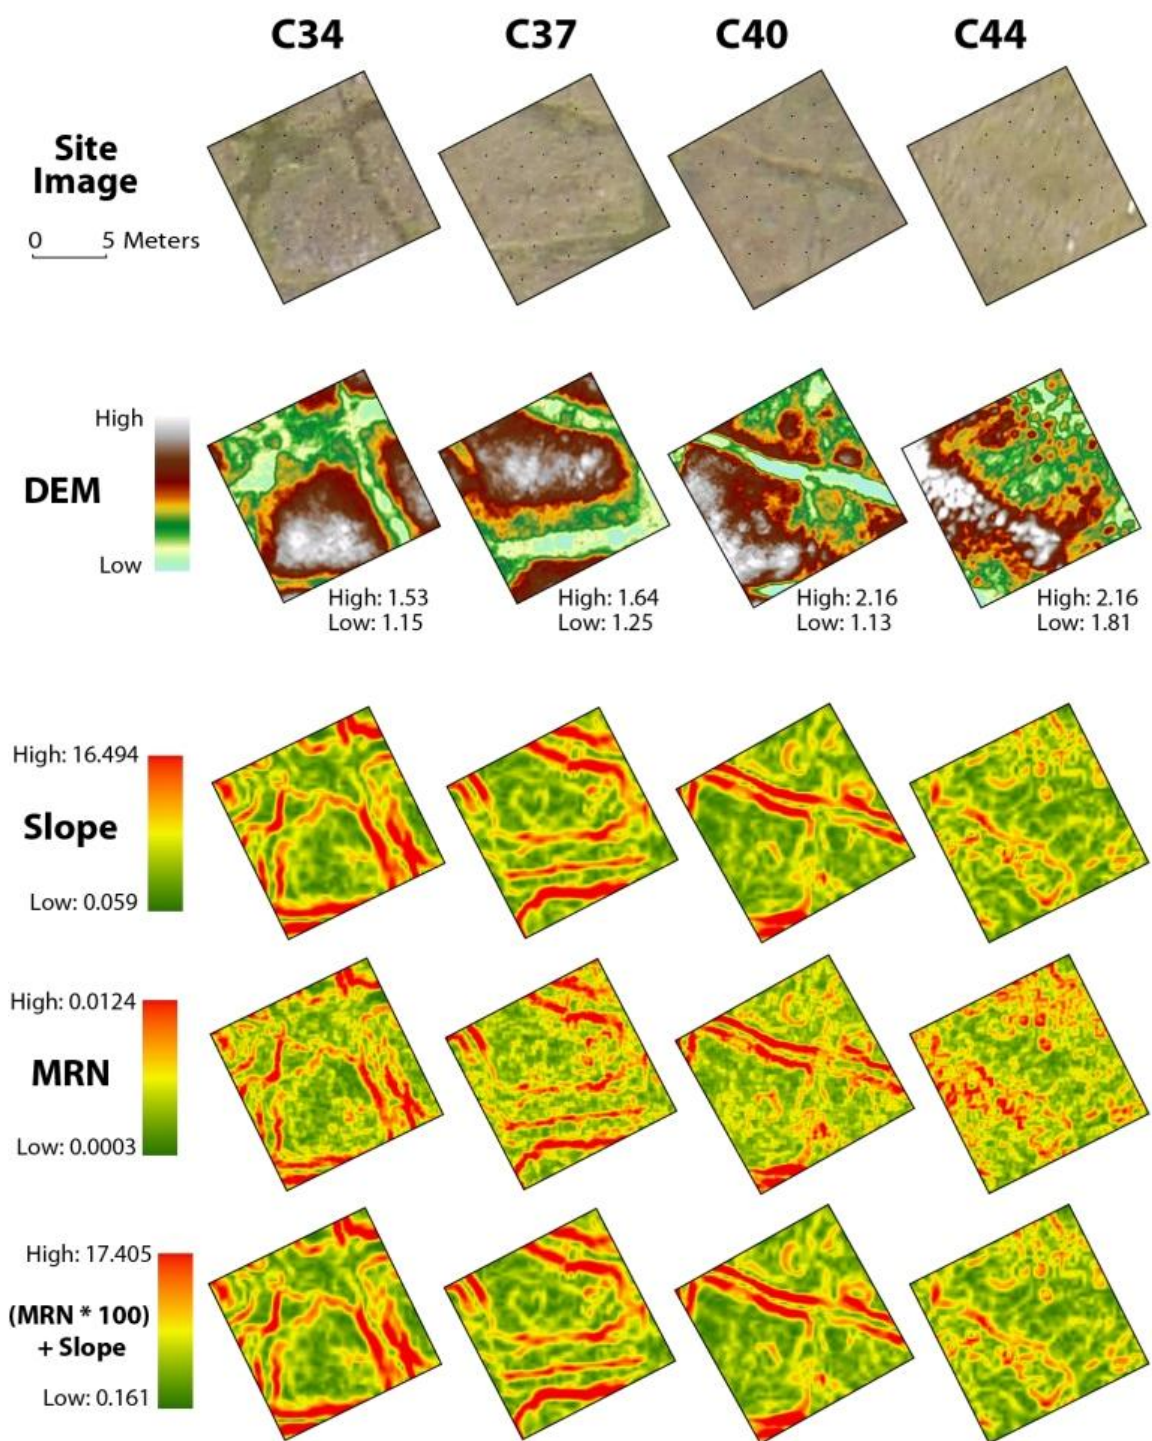 C34 C37 C40 C44
Site
Image
0 5 Meters
High
DEM
Low
High: 1.53
Low: 1.15
High: 1.64
Low: 1.25
High: 2.16
Low: 1.13
High: 2.16
Low: 1.81
High: 16.494
Slope
Low: 0.059
High: 0.0124
MRN
Low: 0.0003
High: 17.405
(MRN * 100)
+ Slope
Low: 0.161